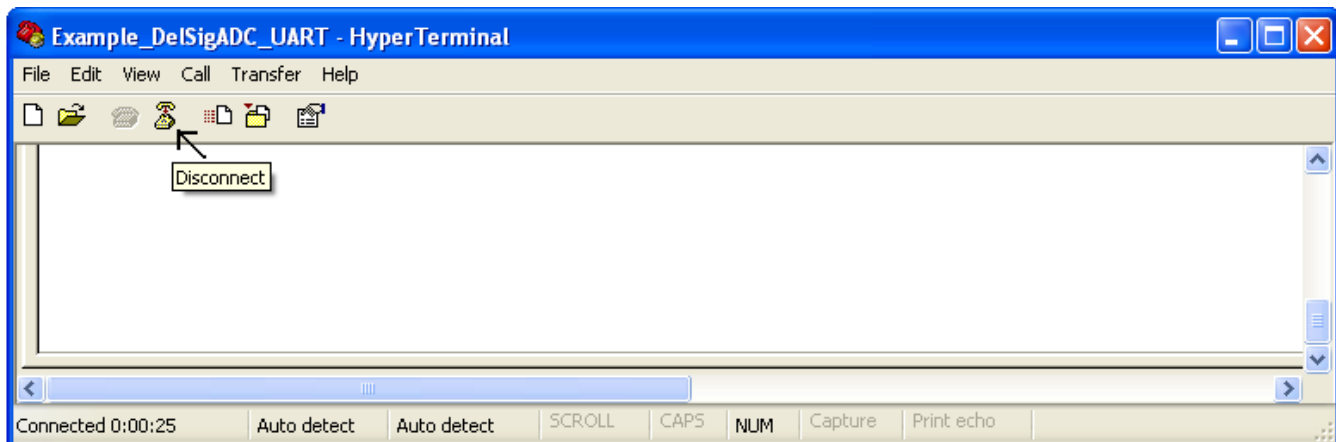 Example_DelSigADC_UART - HyperTerminal
File Edit View Call Transfer Help
Disconnect
Connected 0:00:25 Auto detect Auto detect SCROLL CAPS NUM Capture Print echo